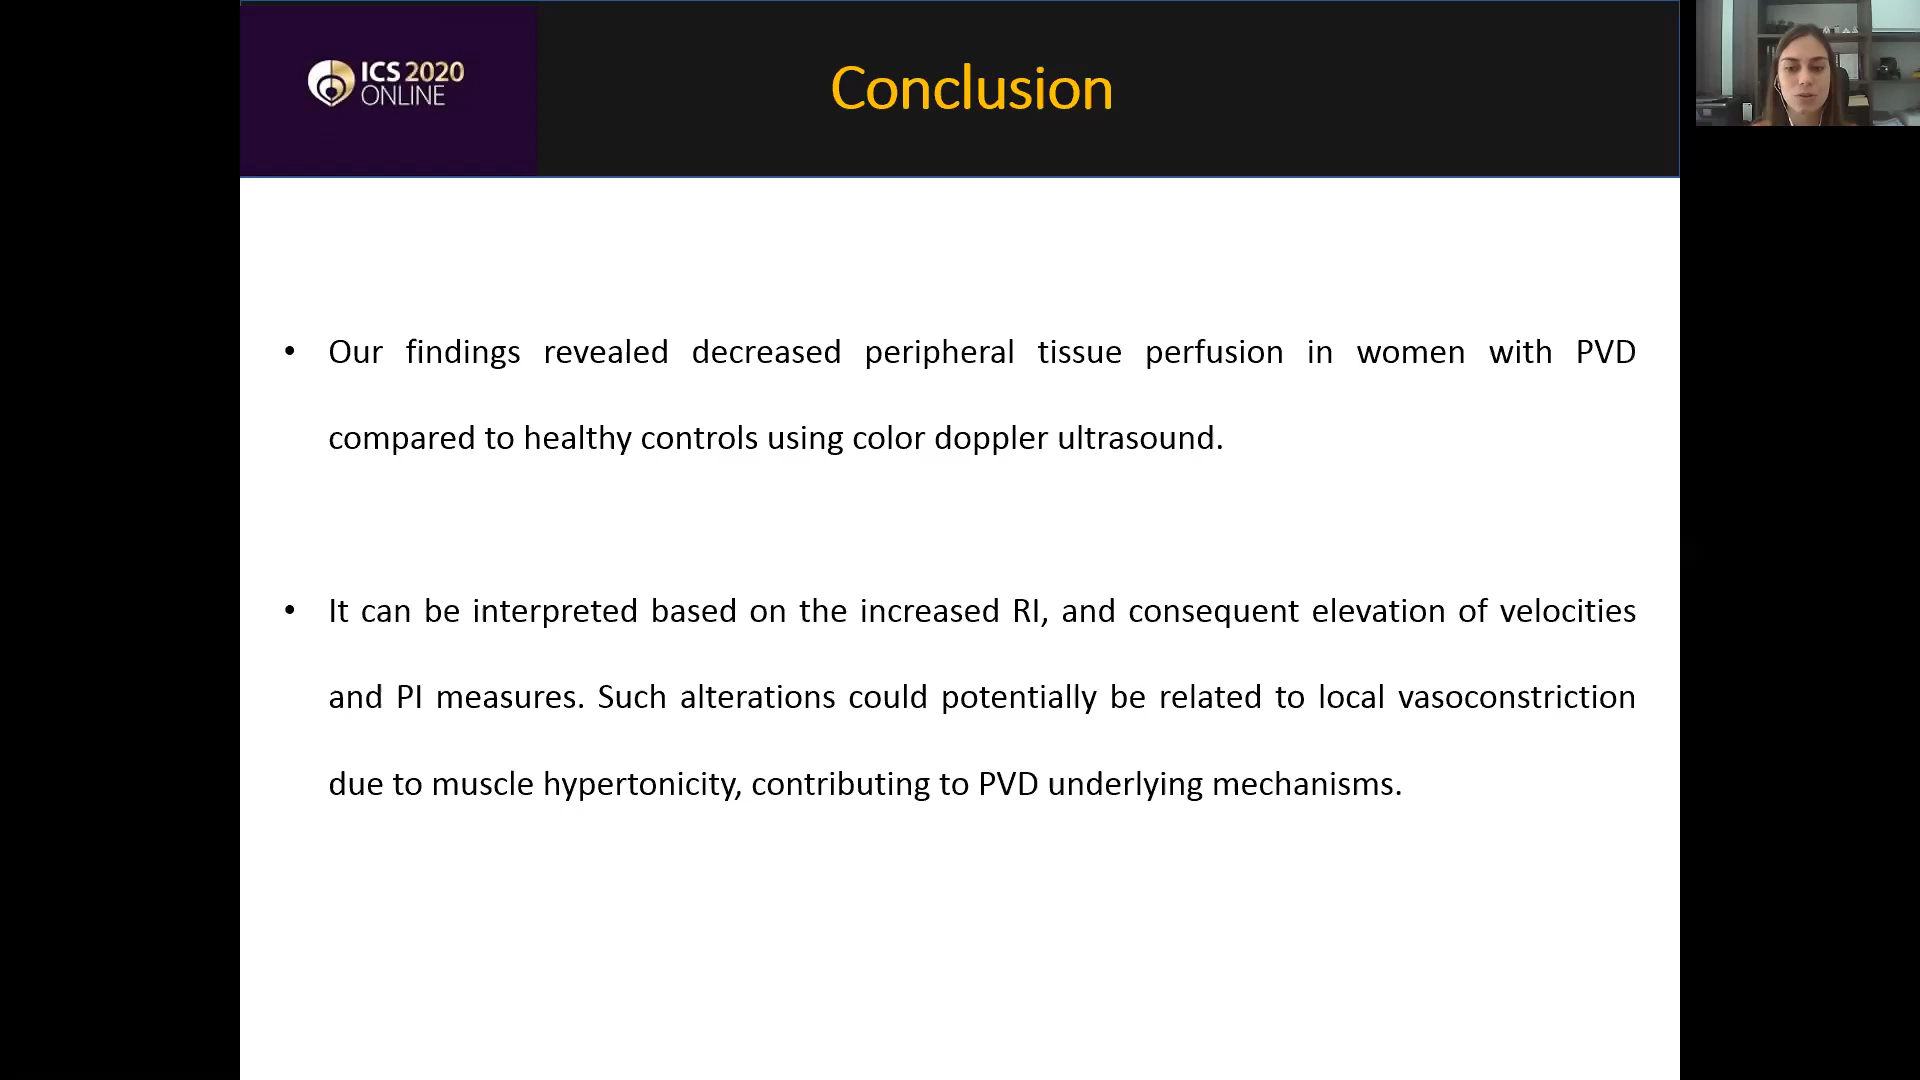 ICS 2020
ONLINE
Conclusion
• Our findings revealed decreased peripheral tissue perfusion in women with PVD
compared to healthy controls using color doppler ultrasound.
• It can be interpreted based on the increased RI, and consequent elevation of velocities
and PI measures. Such alterations could potentially be related to local vasoconstriction
due to muscle hypertonicity, contributing to PVD underlying mechanisms.